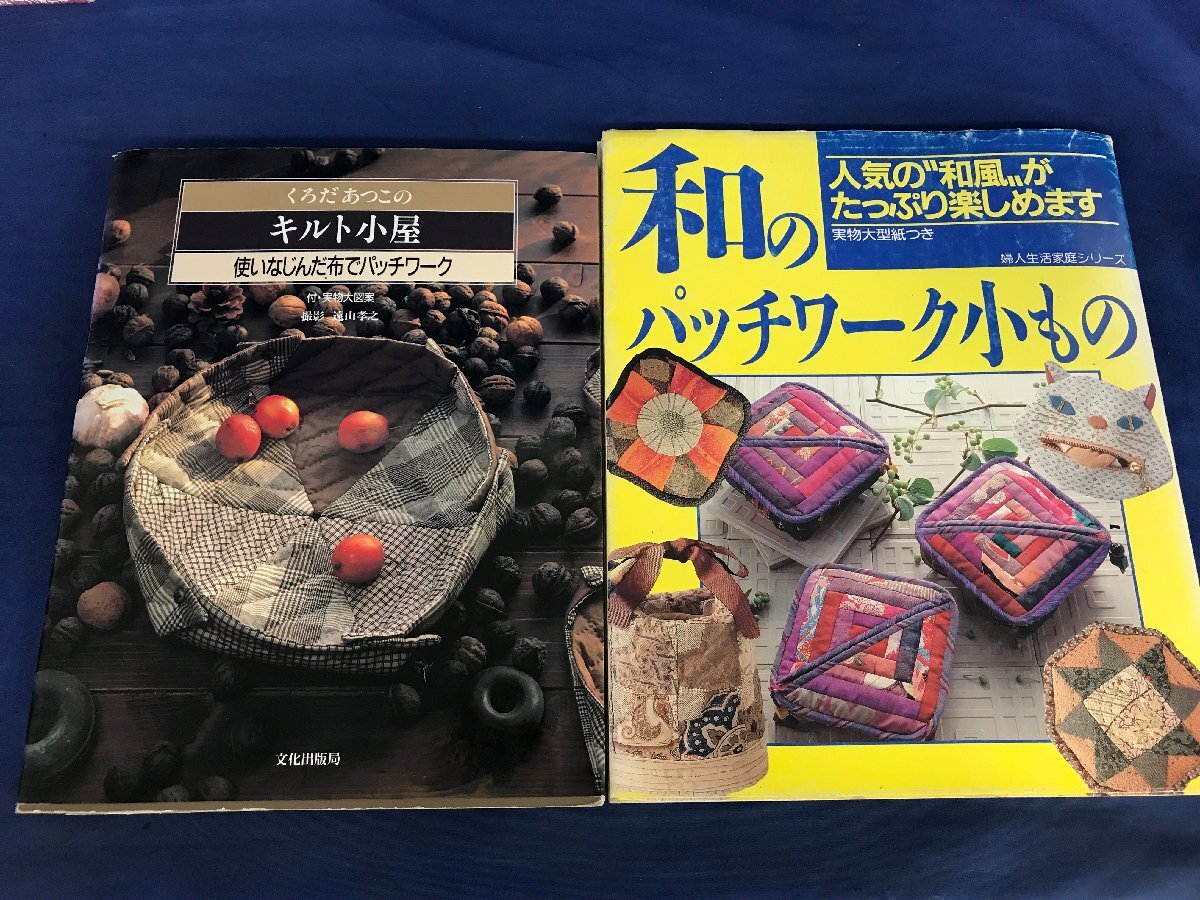 くろだあつこの
キルト小屋
使いなじんだ布でパッチワーク
付・実物大図案
撮影 遠山孝之
文化出版局
和の
パッチワーク小もの
人気の〝和風〟が
たっぷり楽しめます
実物大型紙つき
婦人生活家庭シリーズ